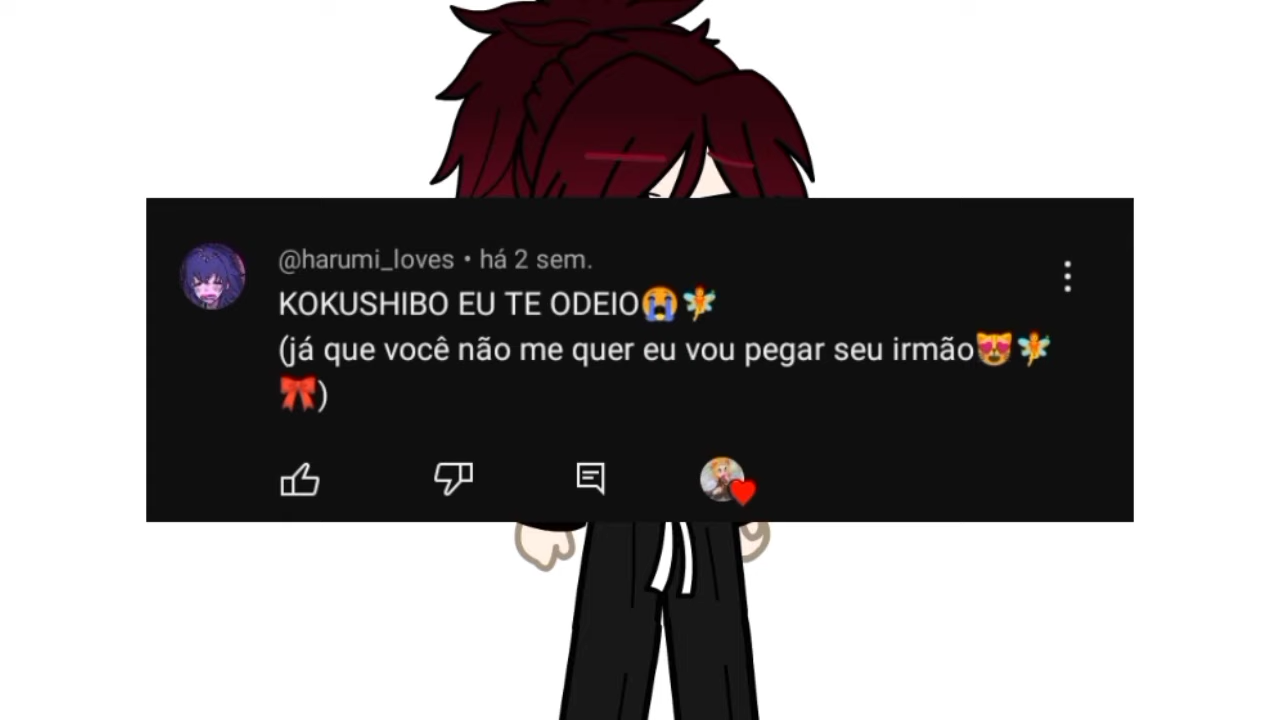 @harumi_loves • há 2 sem.
KOKUSHIBO EU TE ODEIO😭🧚
(já que você não me quer eu vou pegar seu irmão😻🧚
🎀)